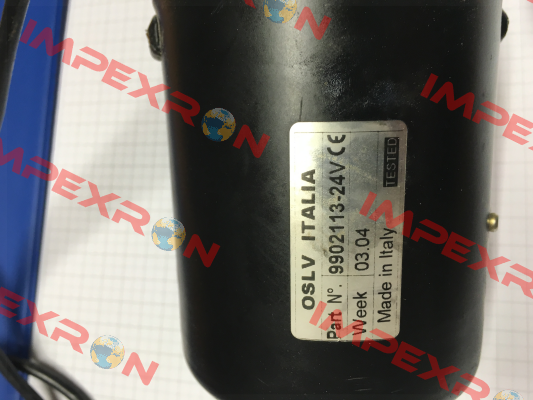 OSLV ITALIA
Part N°. 9902113-24V CE
Week 03.04
Made in Italy TESTED
IMPEXRON
IMPEXRON
IMPEXRON
IMPEXRON
IMPEXRON
IMPEXRON